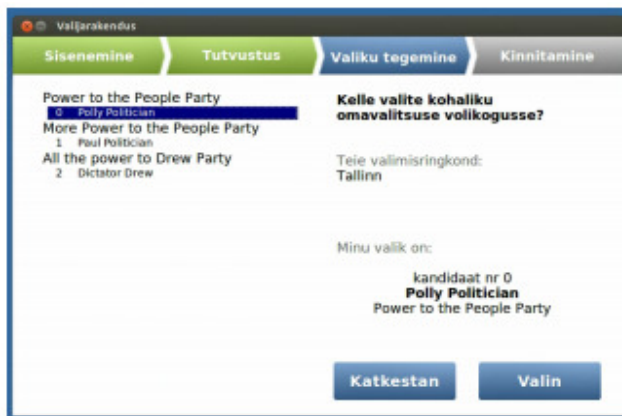 Valijarakendus
Sisenemine
Tutvustus
Valiku tegemine
Kinnitamine
Power to the People Party
0 Polly Politician
More Power to the People Party
1 Paul Politician
All the power to Drew Party
2 Dictator Drew
Kelle valite kohaliku
omavalitsuse volikogusse?
Teie valimisringkond:
Tallinn
Minu valik on:
kandidaat nr 0
Polly Politician
Power to the People Party
Katkestan
Valin